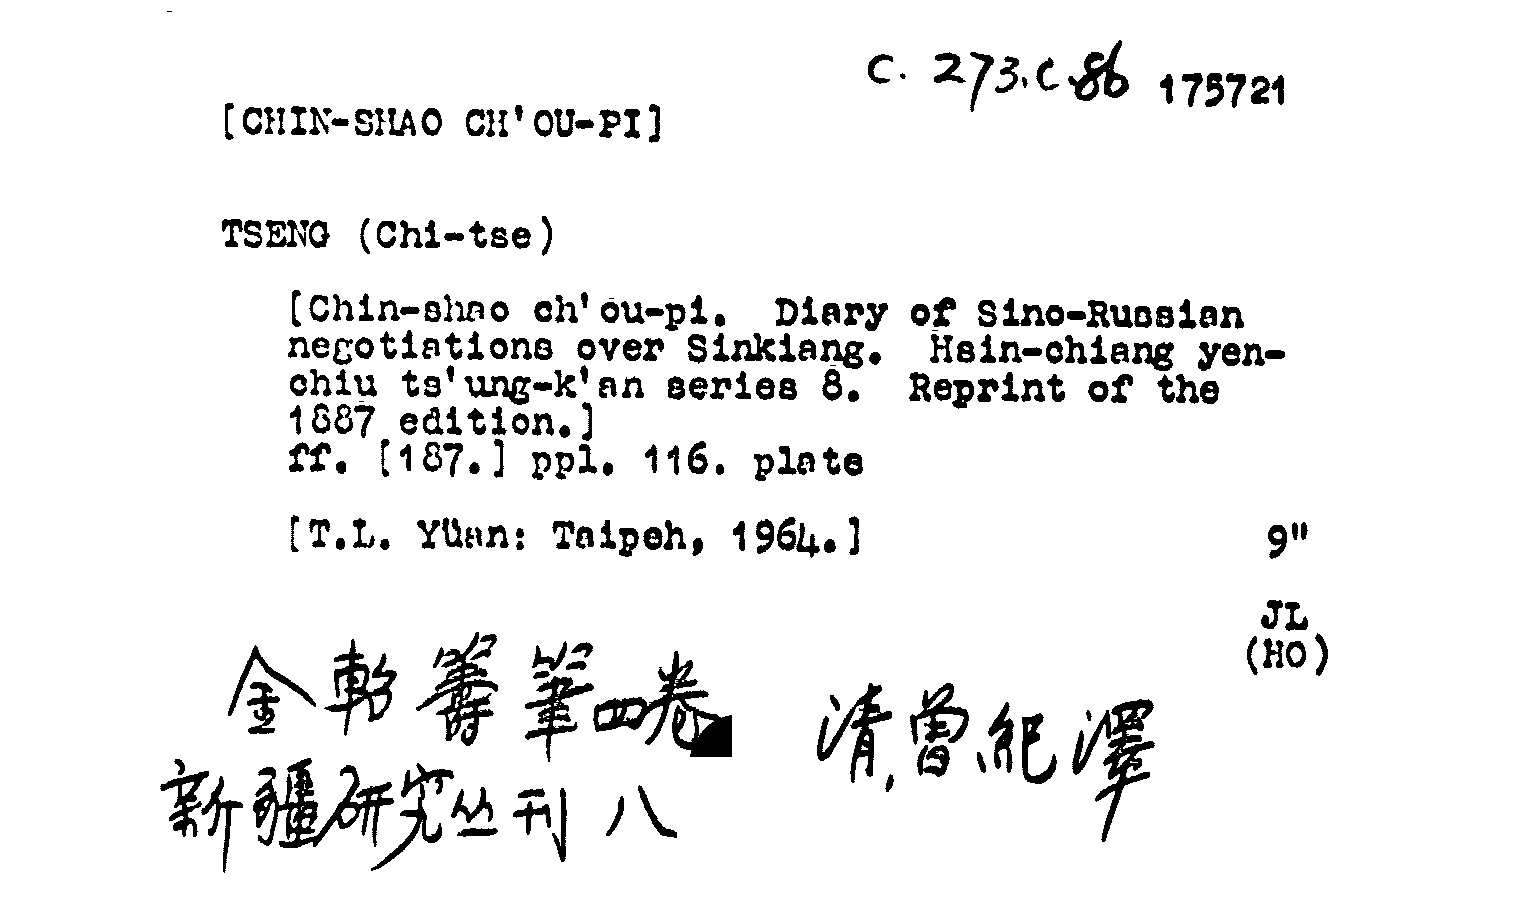 C. 273.c.86 175721
[CHIN-SHAO CH'OU-PI]
TSENG (Chi-tse)
[Chin-shao ch'ou-pi. Diary of Sino-Russian
negotiations over Sinkiang. Hsin-chiang yen-
chiu ts'ung-k'an series 8. Reprint of the
1887 edition.]
ff. [187.] ppl. 116. plate
[T.L. Yüan: Taipeh, 1964.] 9"
JL
(HO)
金軺籌筆四卷 清,曾紀澤
新疆研究丛刊 八